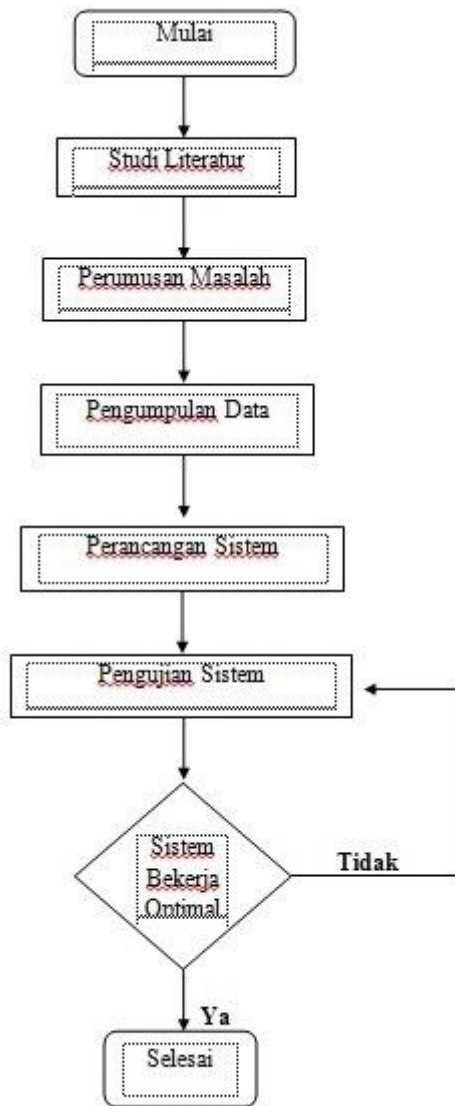 Mulai
Studi Literatur
Perumusan Masalah
Pengumpulan Data
Perancangan Sistem
Pengujian Sistem
Sistem
Bekerja
Optimal
Tidak
Ya
Selesai